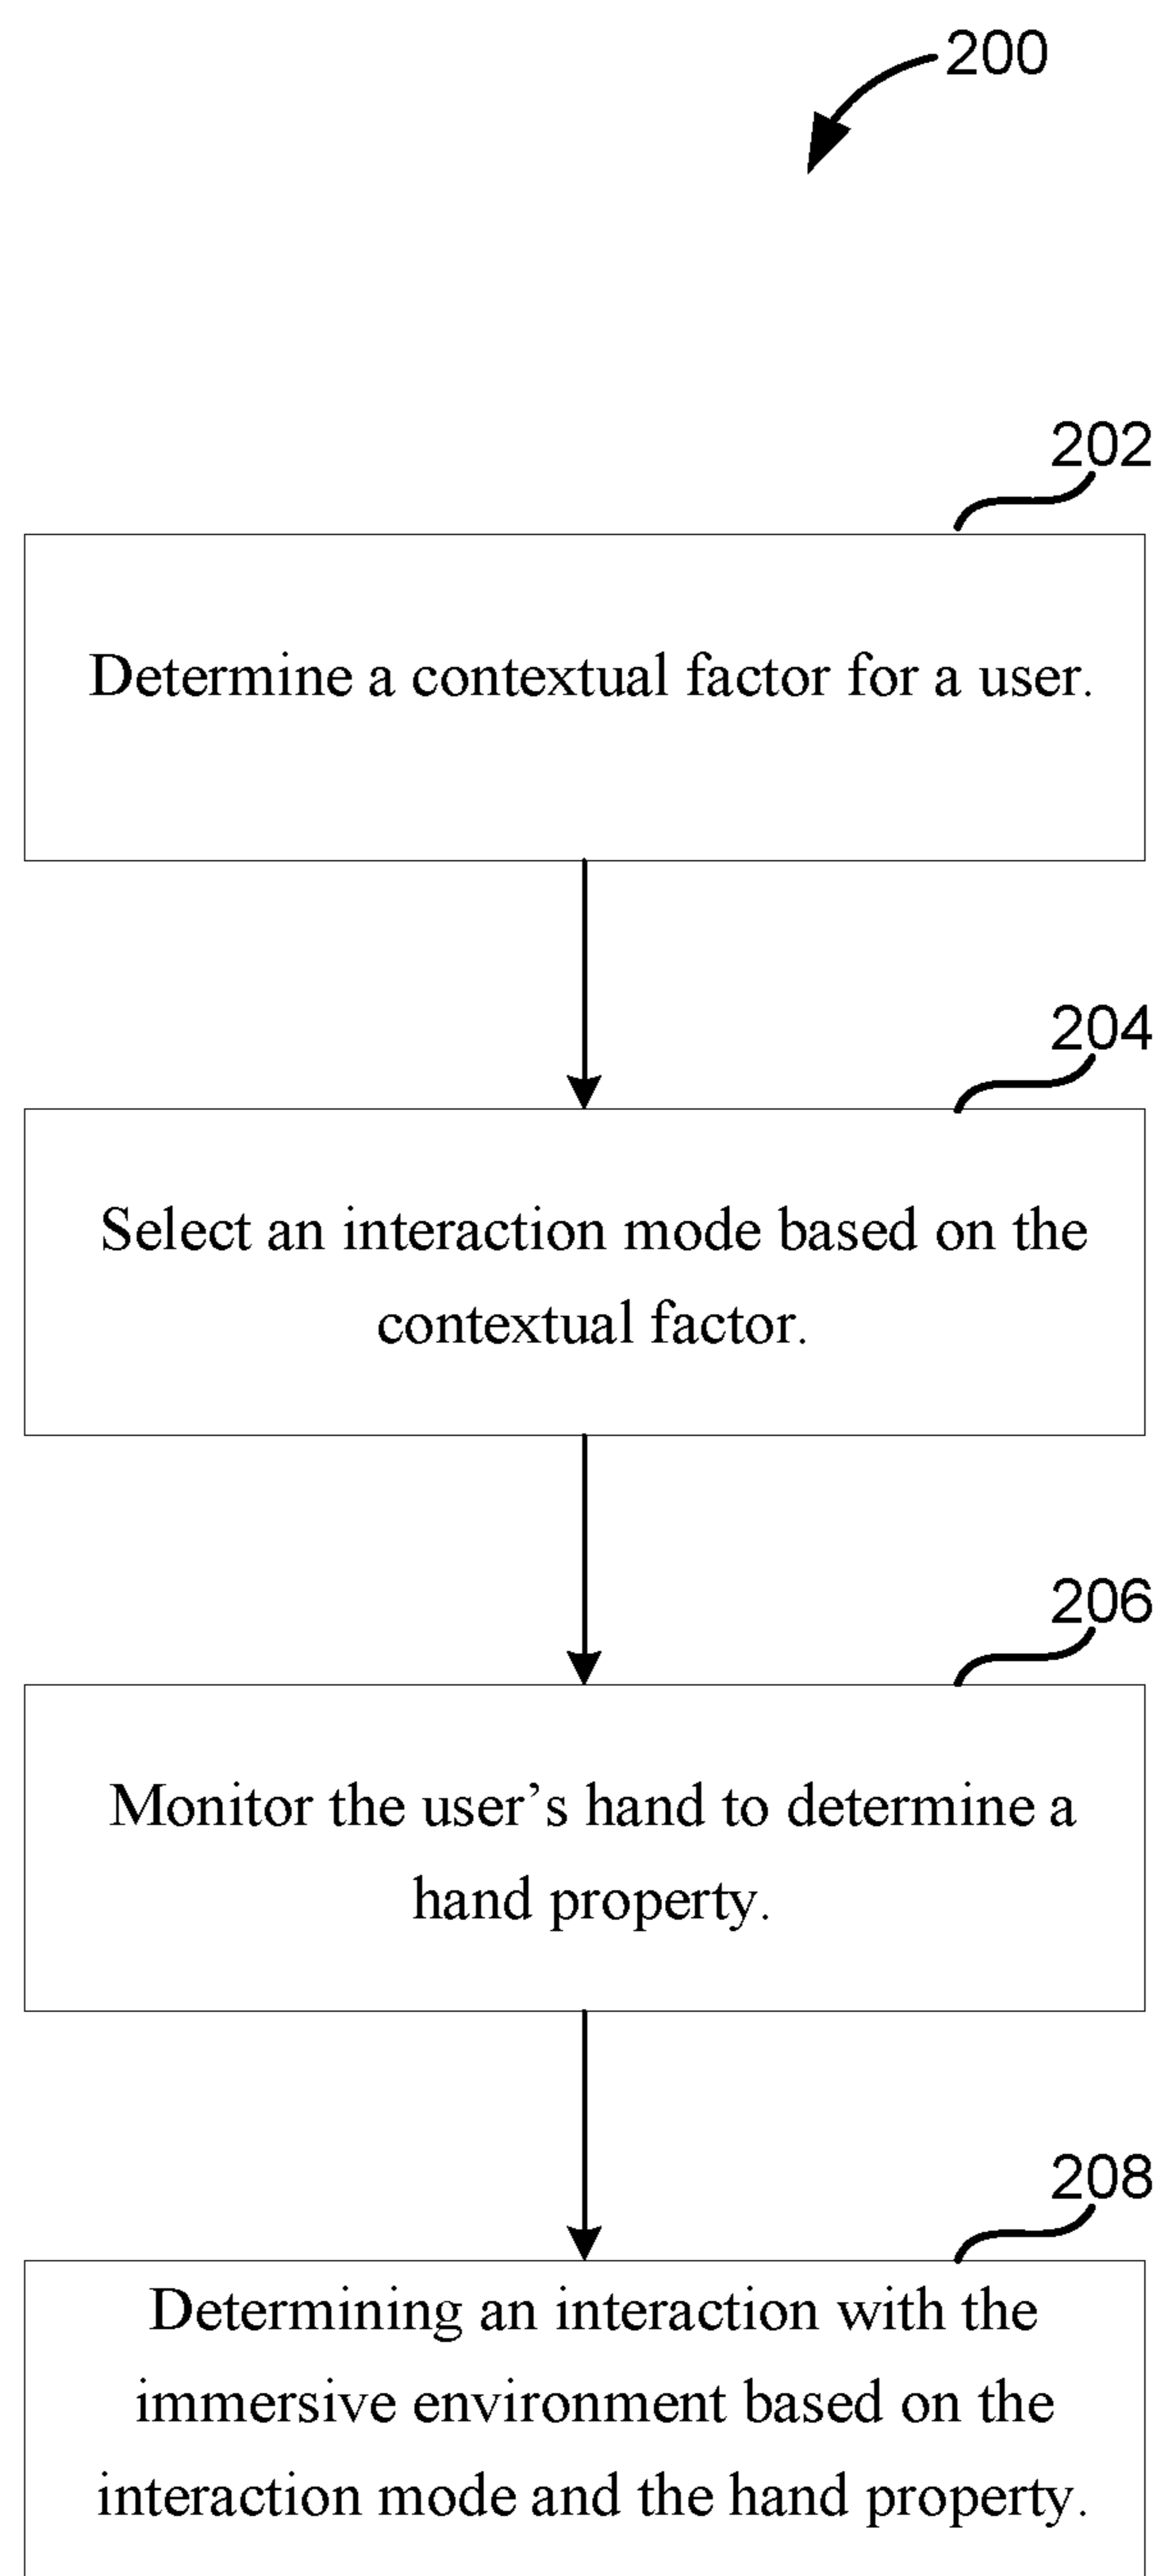 200
202
Determine a contextual factor for a user.
204
Select an interaction mode based on the
contextual factor.
206
Monitor the user’s hand to determine a
hand property.
208
Determining an interaction with the
immersive environment based on the
interaction mode and the hand property.